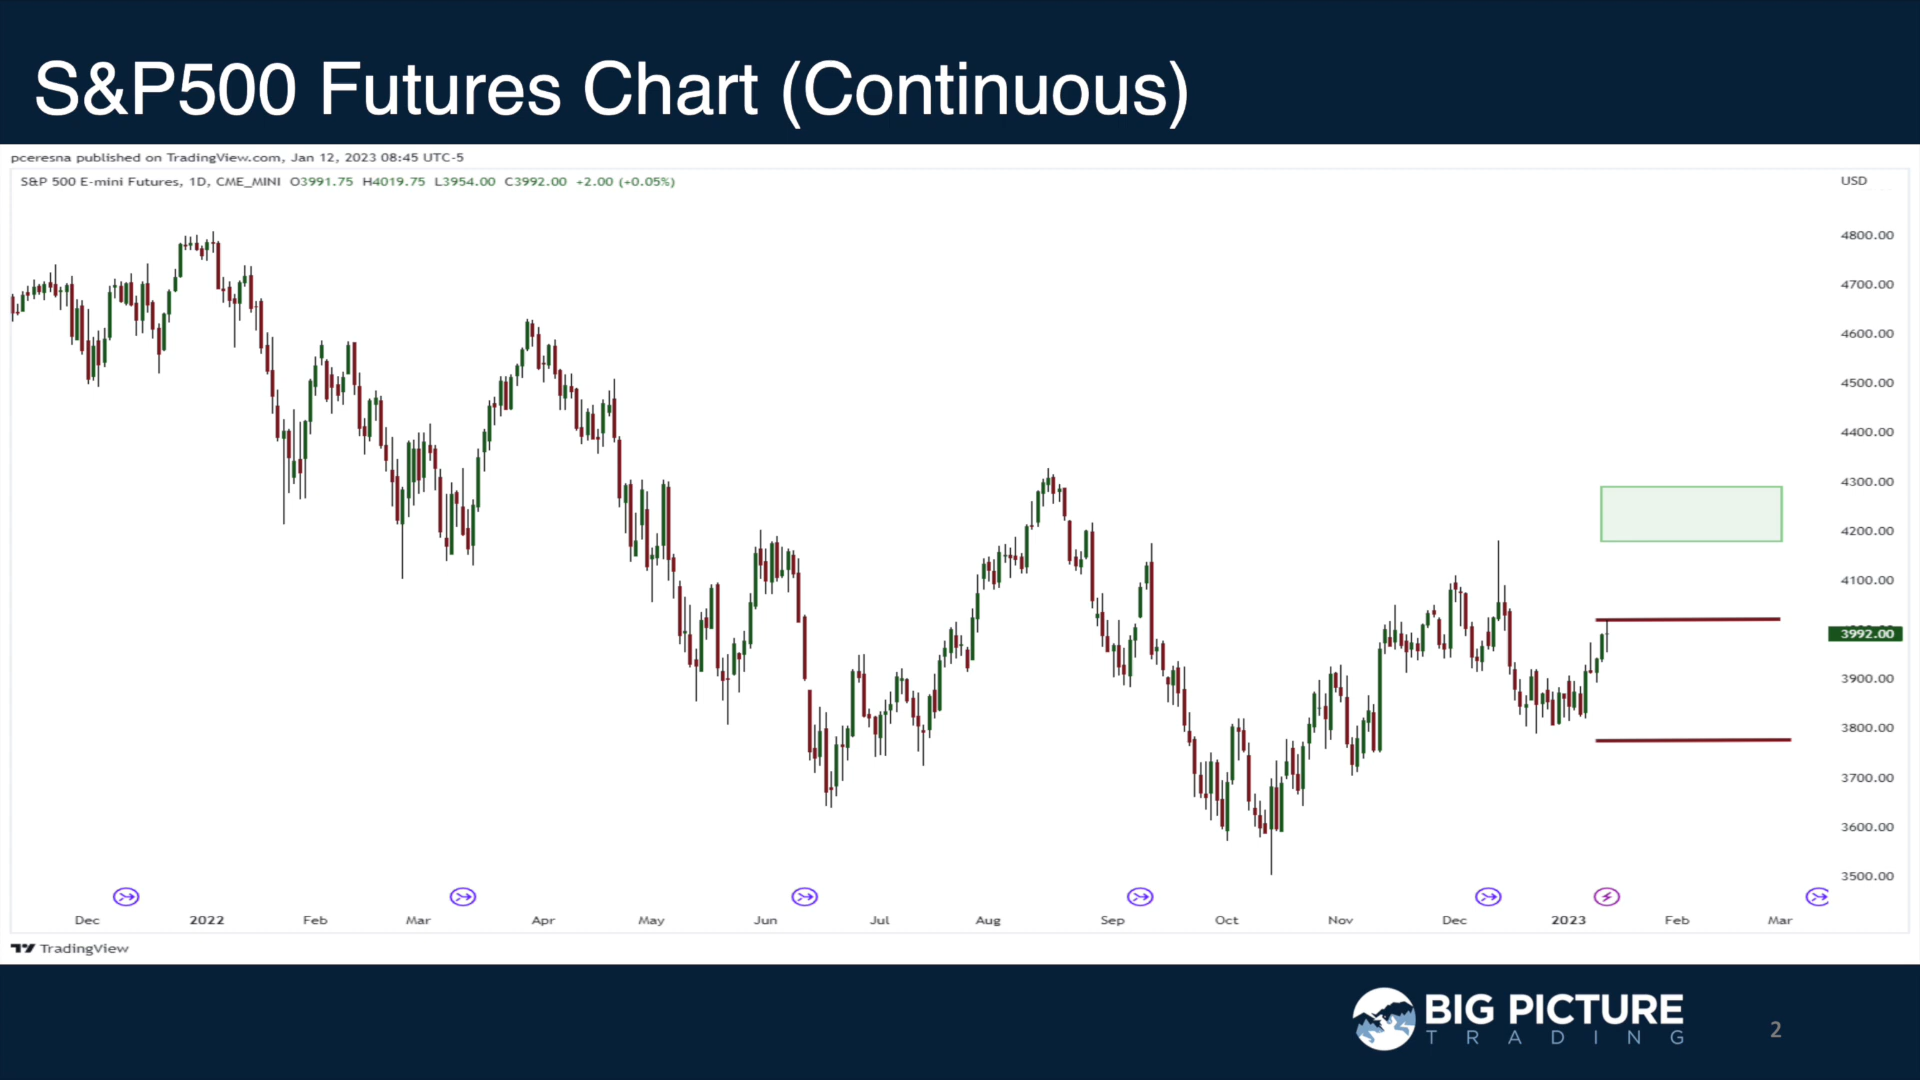 S&P500 Futures Chart (Continuous)
pceresna published on TradingView.com, Jan 12, 2023 08:45 UTC-5
S&P 500 E-mini Futures, 1D, CME_MINI O3991.75 H4019.75 L3954.00 C3992.00 +2.00 (+0.05%)
USD
4800.00
4700.00
4600.00
4500.00
4400.00
4300.00
4200.00
4100.00
3992.00
3900.00
3800.00
3700.00
3600.00
3500.00
Dec 2022 Feb Mar Apr May Jun Jul Aug Sep Oct Nov Dec 2023 Feb Mar
TradingView
BIG PICTURE
TRADING
2